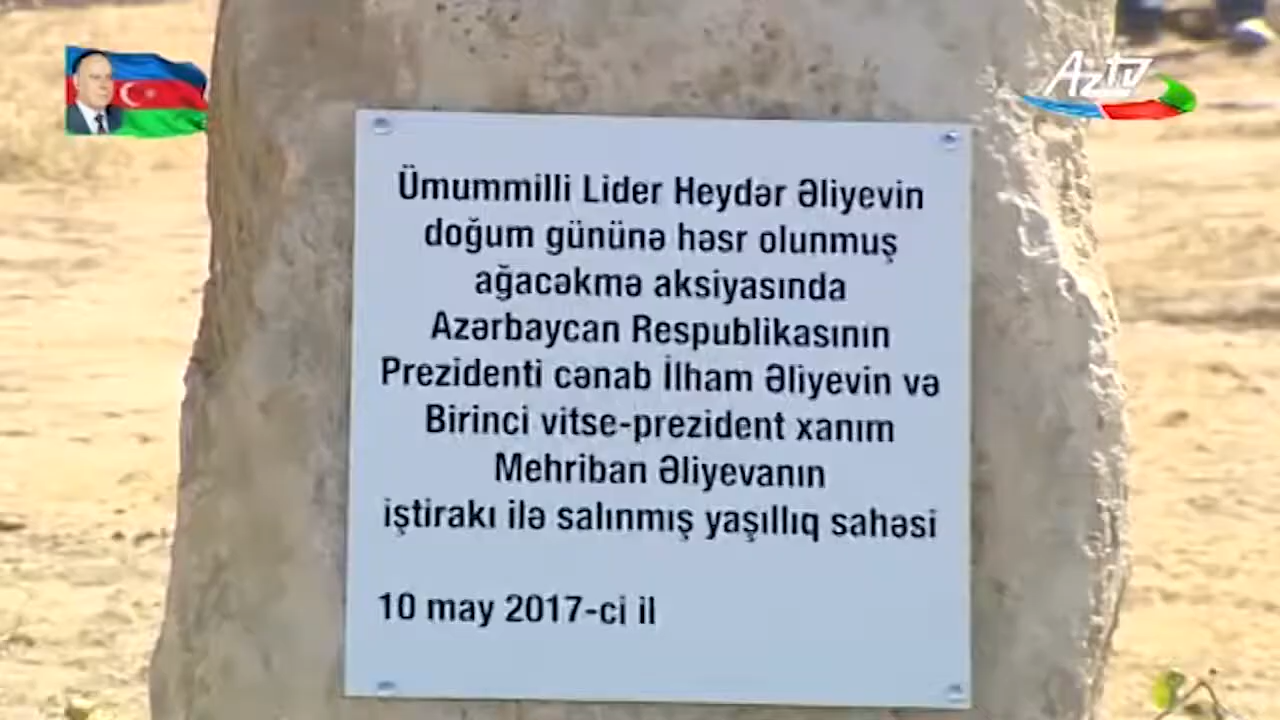 AzTV
Ümummilli Lider Heydər Əliyevin
doğum gününə həsr olunmuş
ağacəkmə aksiyasında
Azərbaycan Respublikasının
Prezidenti cənab İlham Əliyevin və
Birinci vitse-prezident xanım
Mehriban Əliyevanın
iştirakı ilə salınmış yaşıllıq sahəsi
10 may 2017-ci il